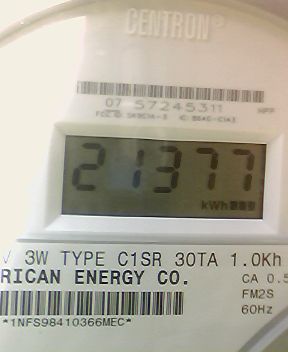 CENTRON®
07 57245311
21377
kWh
V 3W TYPE C1SR 30TA 1.0Kh
RICAN ENERGY CO.
CA 0.5
FM2S
60Hz
*1NFS98410366MEC*